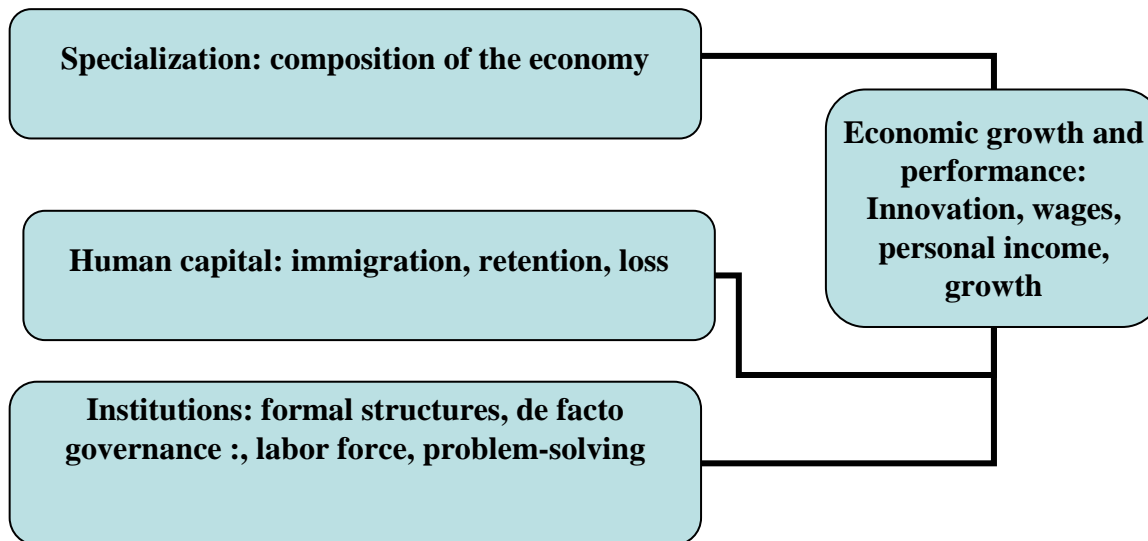 Specialization: composition of the economy
Economic growth and
performance:
Innovation, wages,
personal income,
growth
Human capital: immigration, retention, loss
Institutions: formal structures, de facto
governance :, labor force, problem-solving